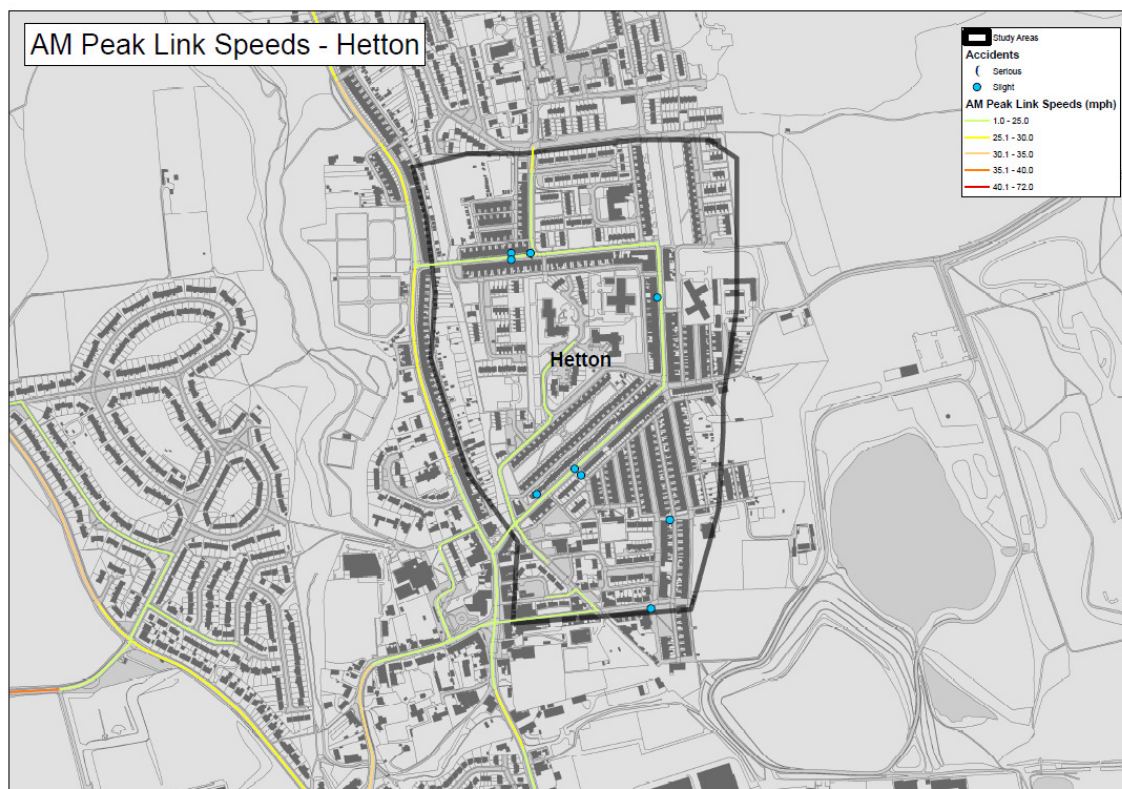 AM Peak Link Speeds - Hetton
Study Areas
Accidents
Serious
Slight
AM Peak Link Speeds (mph)
1.0 - 25.0
25.1 - 30.0
30.1 - 35.0
35.1 - 40.0
40.1 - 72.0
Hetton